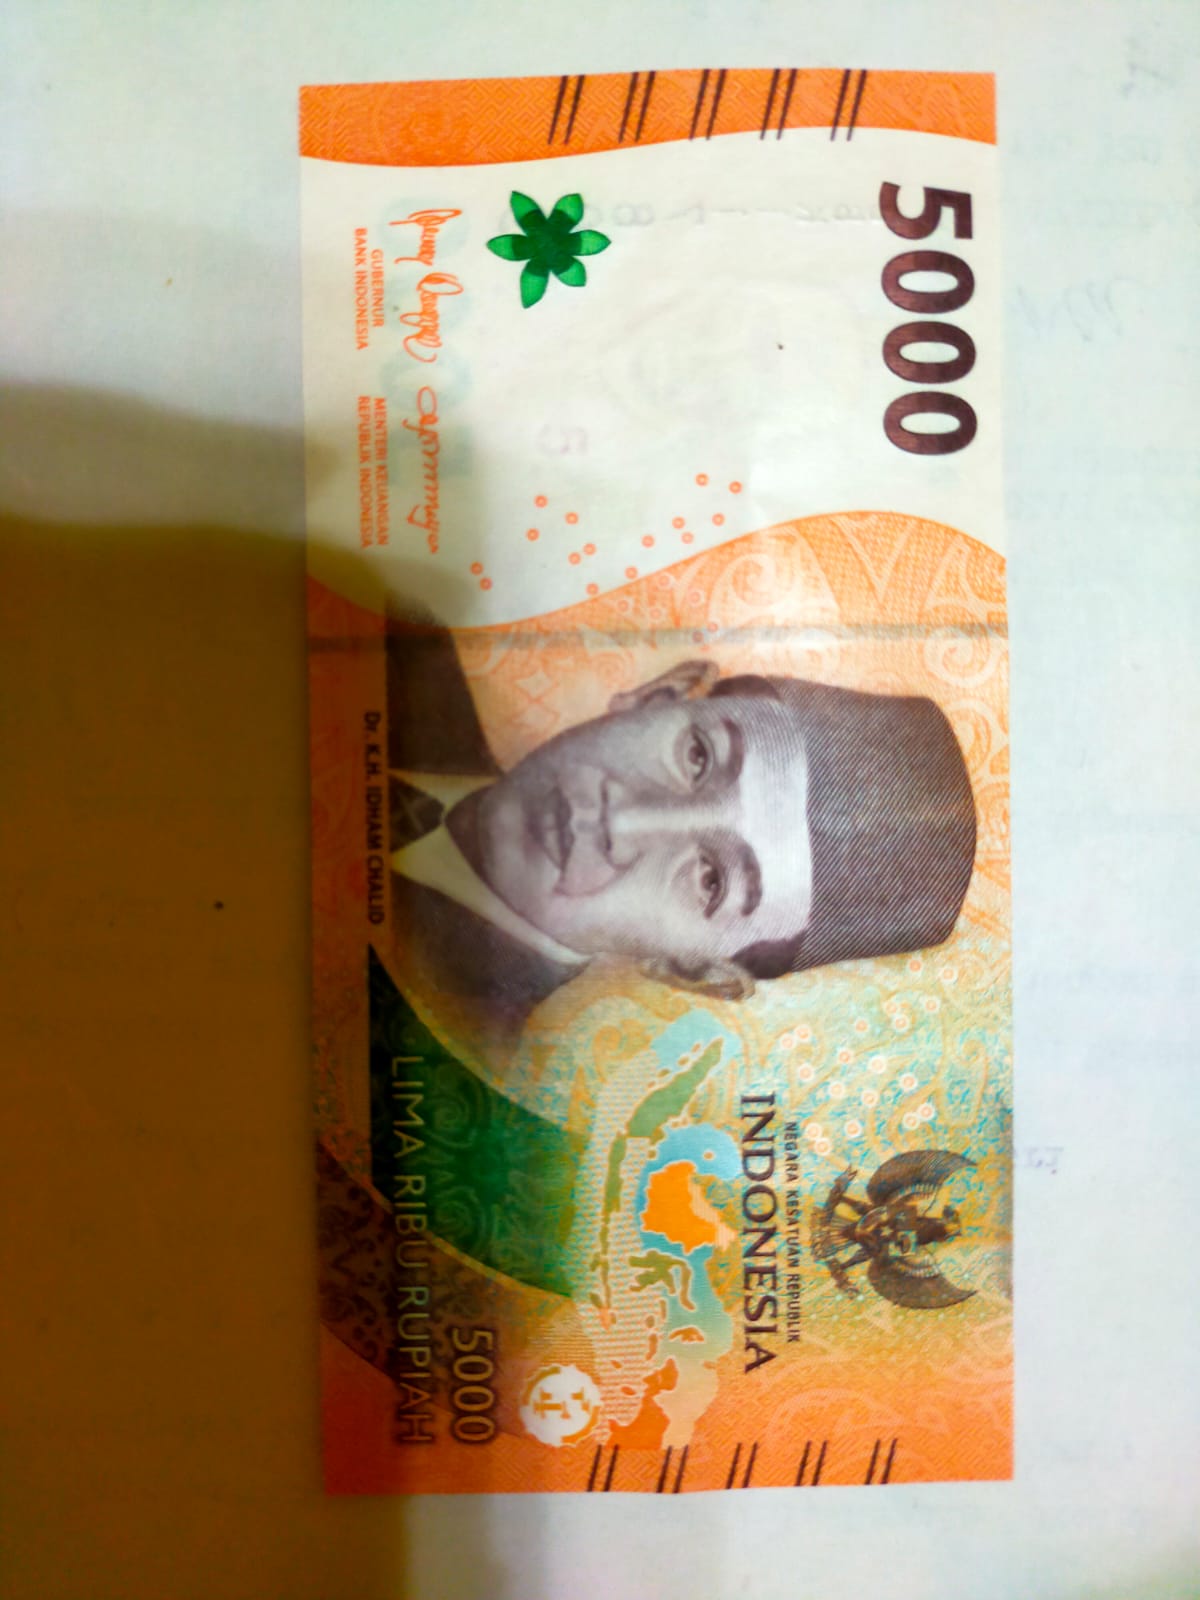 5000
NEGARA KESATUAN REPUBLIK
INDONESIA
GUBERNUR
BANK INDONESIA
MENTERI KEUANGAN
REPUBLIK INDONESIA
Dr. K.H. IDHAM CHALID
5000
LIMA RIBU RUPIAH